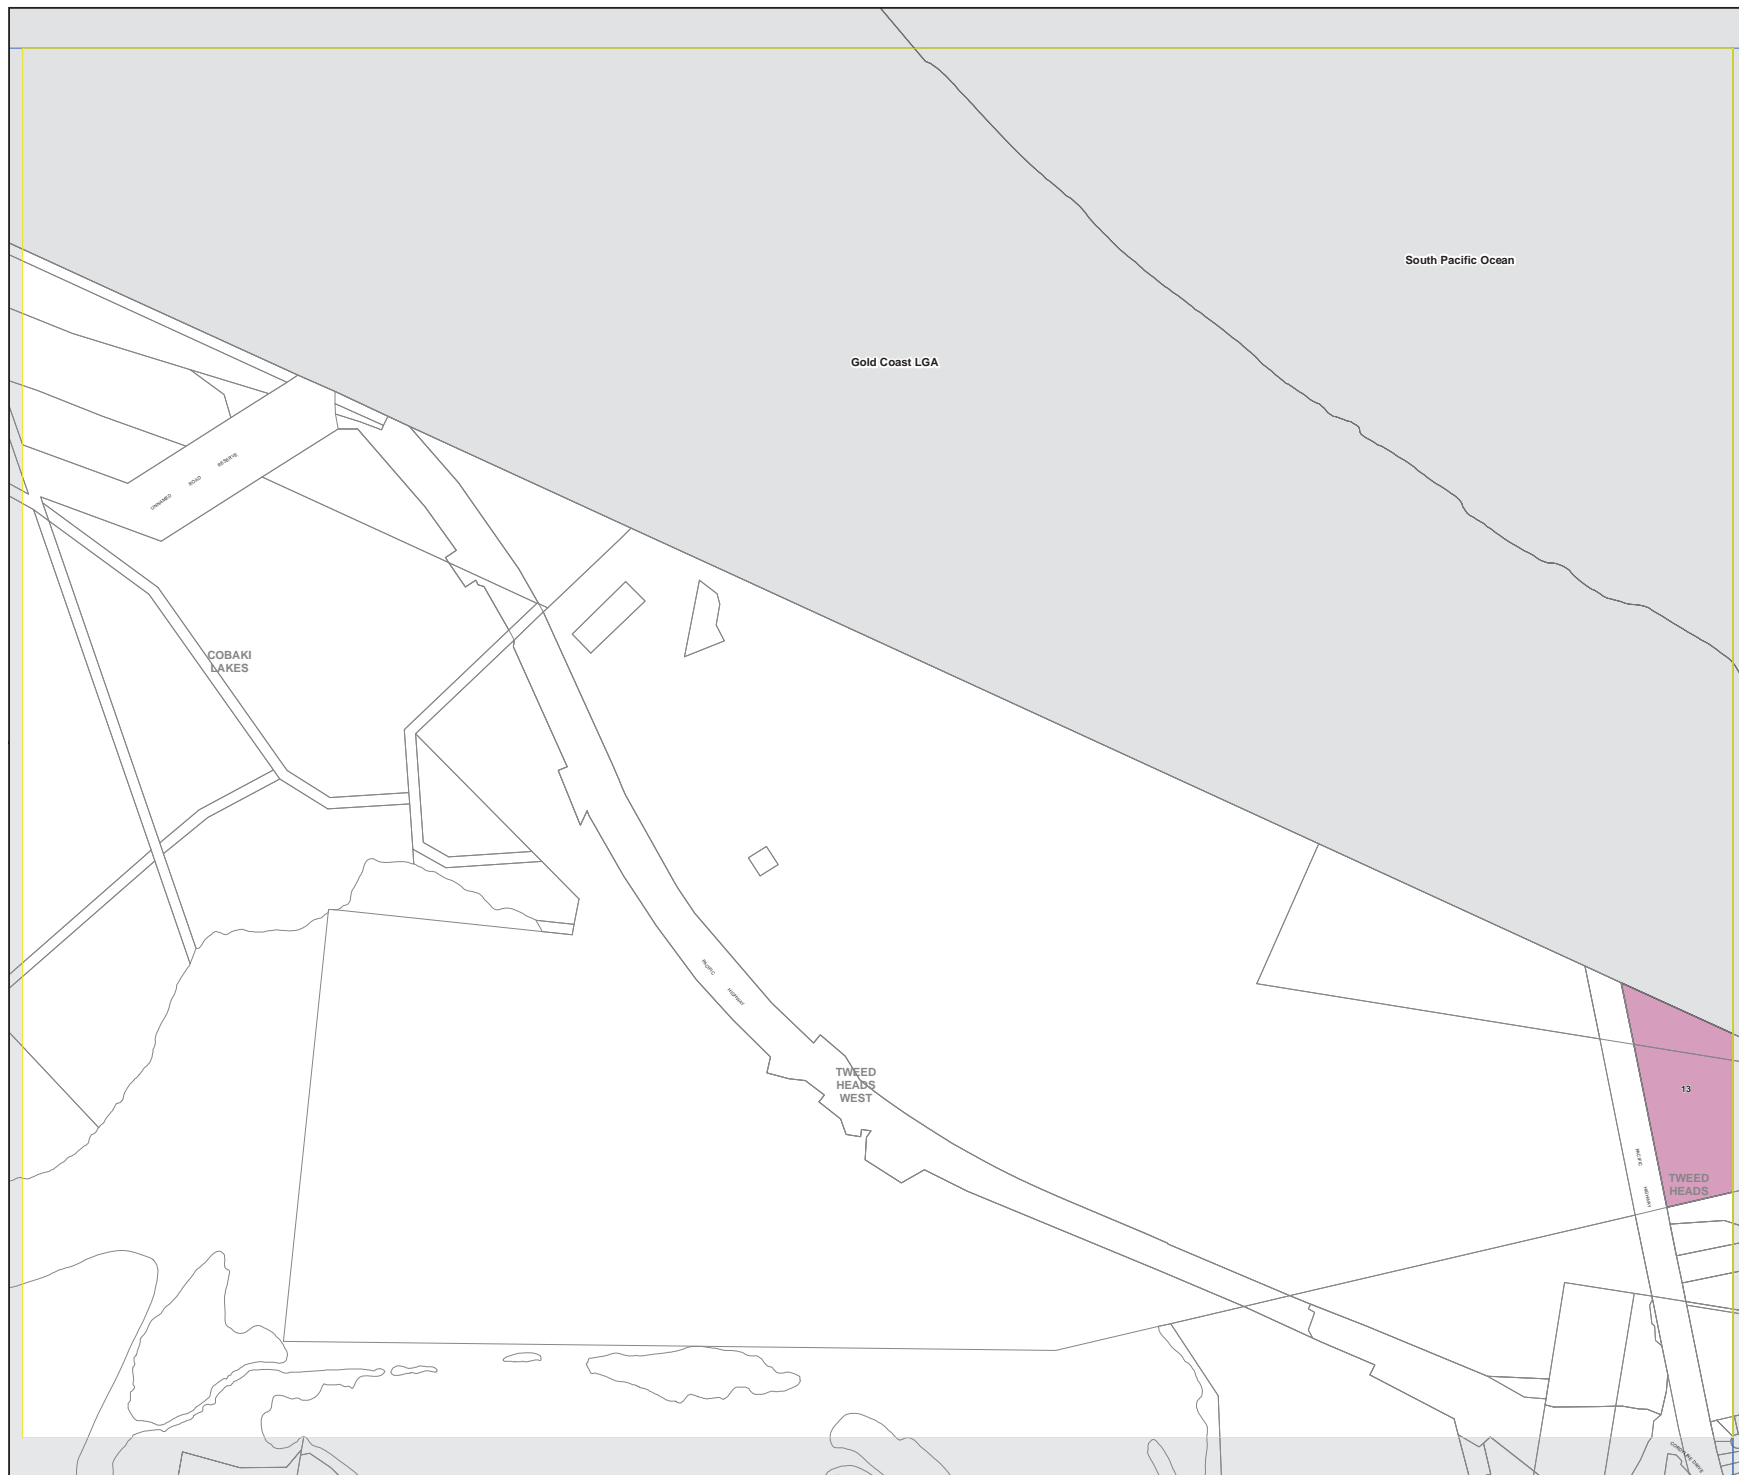 South Pacific Ocean
Gold Coast LGA
UNNAMED ROAD RESERVE
COBAKI
LAKES
PACIFIC HIGHWAY
TWEED
HEADS
WEST
13
PACIFIC HIGHWAY
TWEED
HEADS